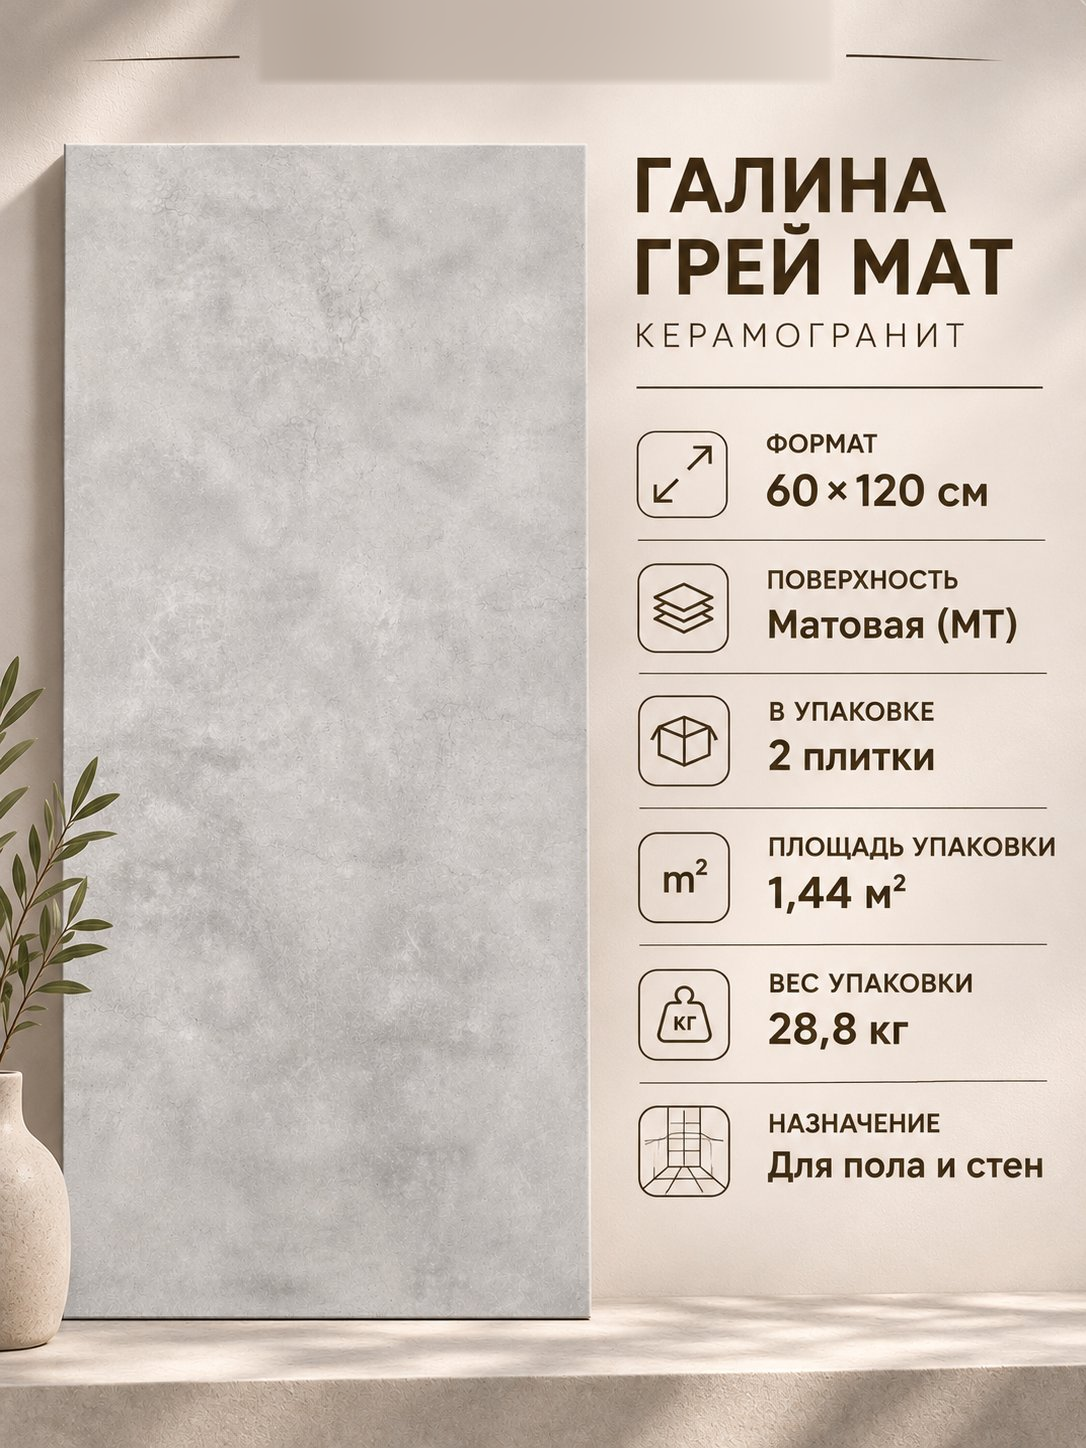 ГАЛИНА
ГРЕЙ МАТ
КЕРАМОГРАНИТ
ФОРМАТ
60×120 см
ПОВЕРХНОСТЬ
Матовая (МТ)
В УПАКОВКЕ
2 плитки
ПЛОЩАДЬ УПАКОВКИ
m²
1,44 м²
ВЕС УПАКОВКИ
кг
28,8 кг
НАЗНАЧЕНИЕ
Для пола и стен